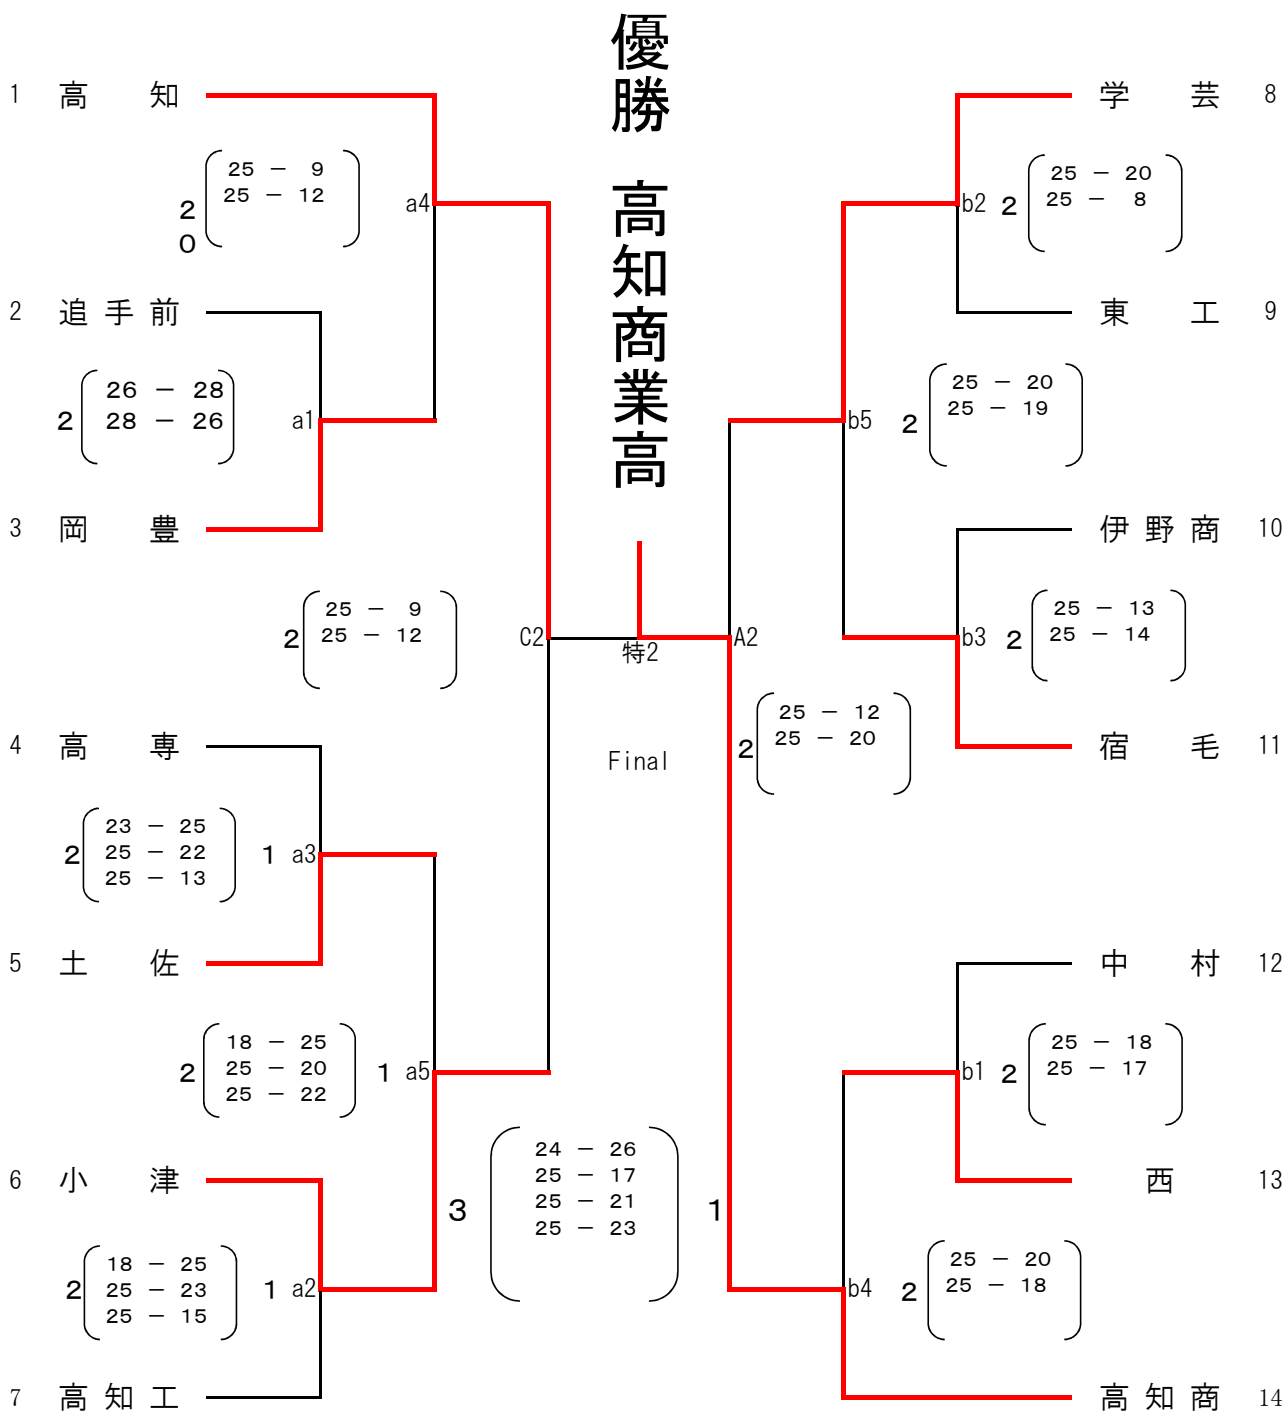 優勝 高知商業高
1 高 知
25 － 9
25 － 12
2
0
a4
2 追手前
26 － 28
28 － 26
2
a1
3 岡 豊
25 － 9
25 － 12
2
C2
4 高 専
23 － 25
25 － 22
25 － 13
2
1
a3
5 土 佐
18 － 25
25 － 20
25 － 22
2
1
a5
6 小 津
18 － 25
25 － 23
25 － 15
2
1
a2
7 高知工
特2
Final
24 － 26
25 － 17
25 － 21
25 － 23
3
1
学 芸 8
b2
2
25 － 20
25 － 8
東 工 9
b5
2
25 － 20
25 － 19
伊野商 10
b3
2
25 － 13
25 － 14
宿 毛 11
A2
2
25 － 12
25 － 20
中 村 12
b1
2
25 － 18
25 － 17
西 13
b4
2
25 － 20
25 － 18
高知商 14